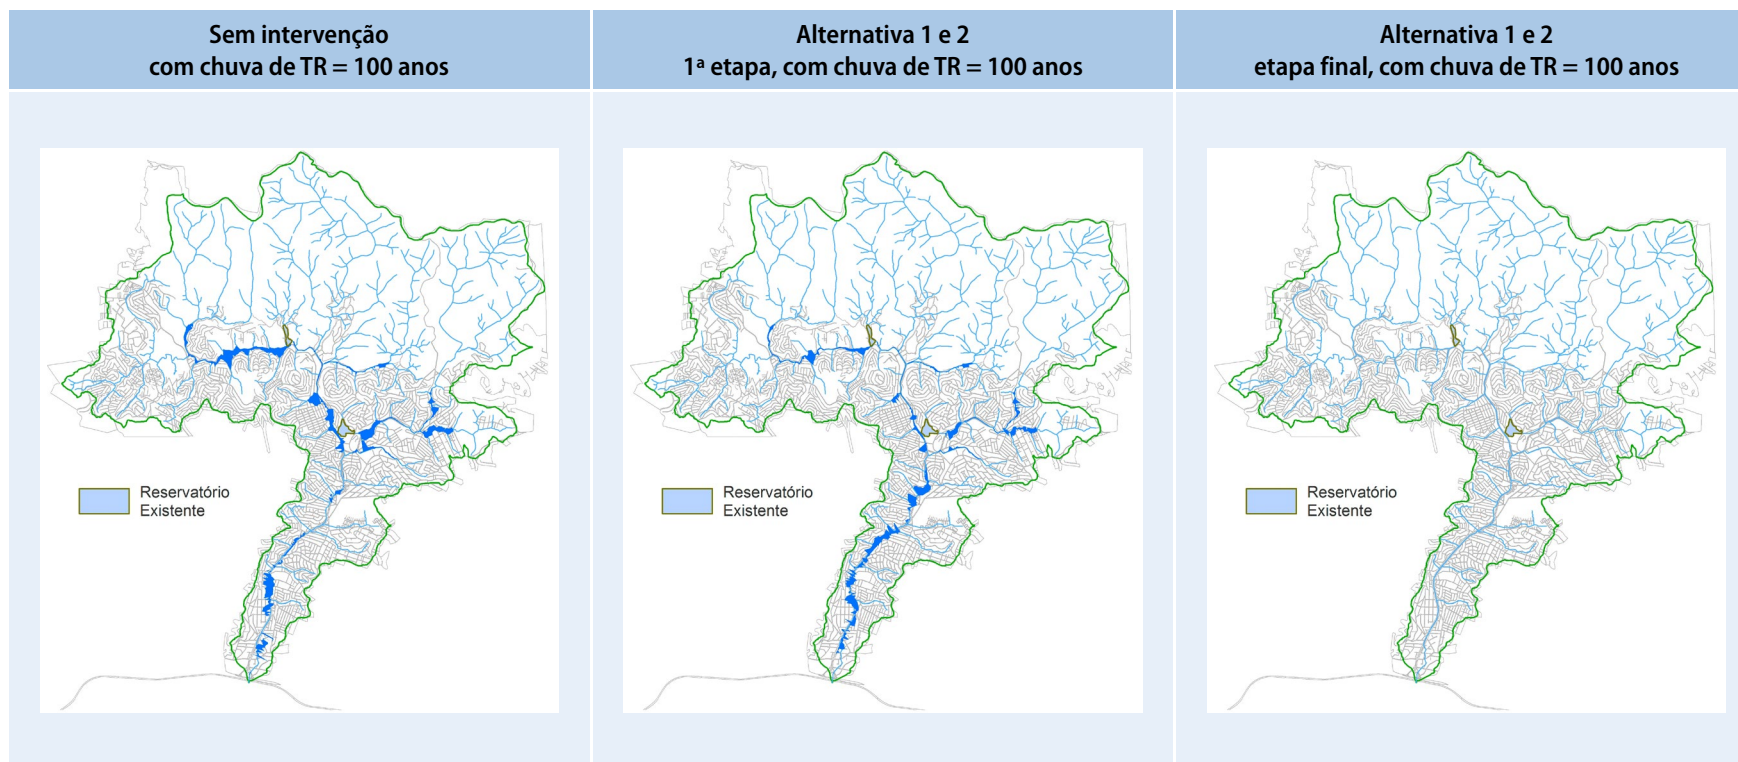 Sem intervenção
com chuva de TR = 100 anos
Alternativa 1 e 2
1ª etapa, com chuva de TR = 100 anos
Alternativa 1 e 2
etapa final, com chuva de TR = 100 anos
Reservatório
Existente
Reservatório
Existente
Reservatório
Existente